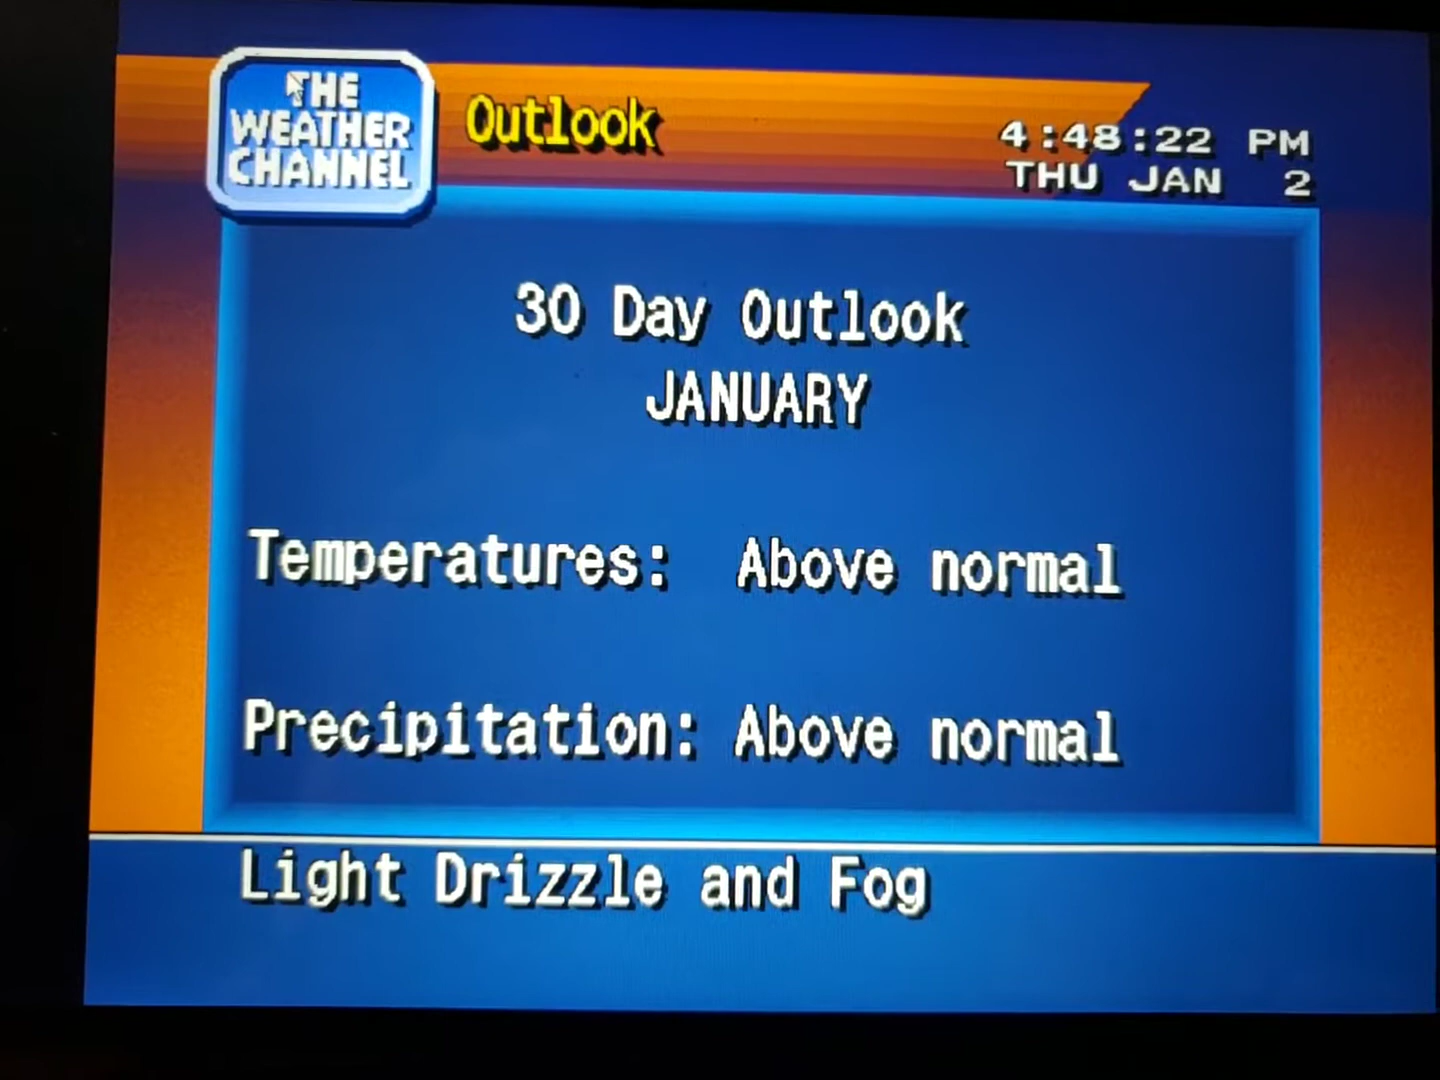 THE
WEATHER
CHANNEL
Outlook
4:48:22 PM
THU JAN 2
30 Day Outlook
JANUARY
Temperatures: Above normal
Precipitation: Above normal
Light Drizzle and Fog